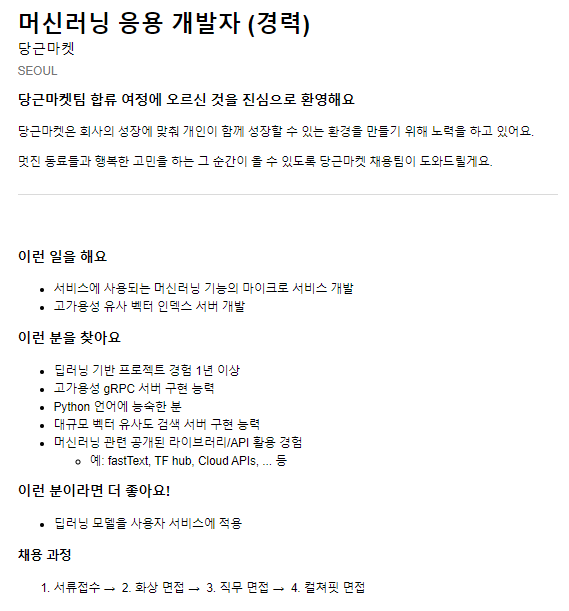 머신러닝 응용 개발자 (경력)
당근마켓
SEOUL
당근마켓팀 합류 여정에 오르신 것을 진심으로 환영해요
당근마켓은 회사의 성장에 맞춰 개인이 함께 성장할 수 있는 환경을 만들기 위해 노력을 하고 있어요.
멋진 동료들과 행복한 고민을 하는 그 순간이 올 수 있도록 당근마켓 채용팀이 도와드릴게요.
이런 일을 해요
• 서비스에 사용되는 머신러닝 기능의 마이크로 서비스 개발
• 고가용성 유사 벡터 인덱스 서버 개발
이런 분을 찾아요
• 딥러닝 기반 프로젝트 경험 1년 이상
• 고가용성 gRPC 서버 구현 능력
• Python 언어에 능숙한 분
• 대규모 벡터 유사도 검색 서버 구현 능력
• 머신러닝 관련 공개된 라이브러리/API 활용 경험
◦ 예: fastText, TF hub, Cloud APIs, ... 등
이런 분이라면 더 좋아요!
• 딥러닝 모델을 사용자 서비스에 적용
채용 과정
1. 서류접수 → 2. 화상 면접 → 3. 직무 면접 → 4. 컬쳐핏 면접